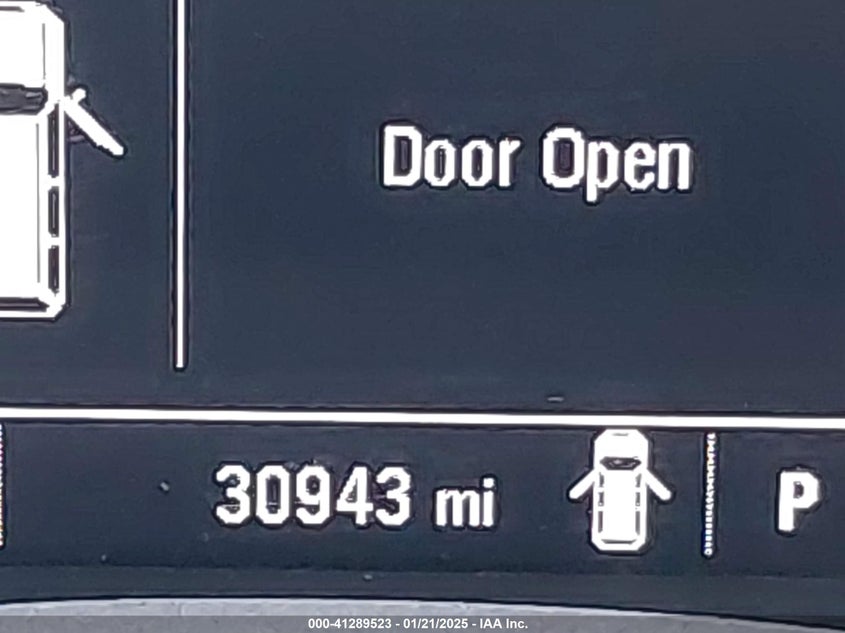 Door Open
30943 mi P
000-41289523 - 01/21/2025 - IAA Inc.